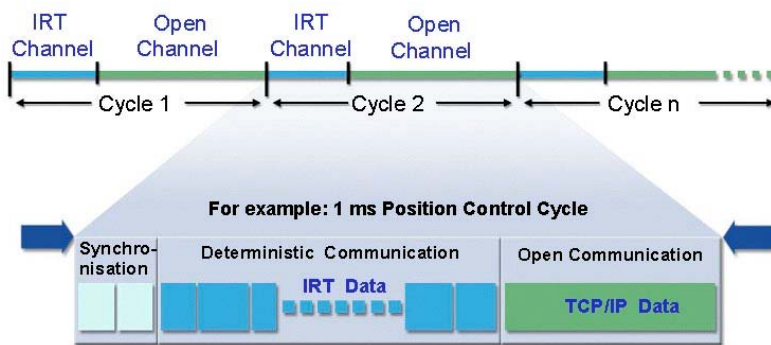 IRT Open IRT Open
Channel Channel Channel Channel
Cycle 1 Cycle 2 Cycle n
For example: 1 ms Position Control Cycle
Synchro-
nisation
Deterministic Communication
Open Communication
IRT Data
TCP/IP Data